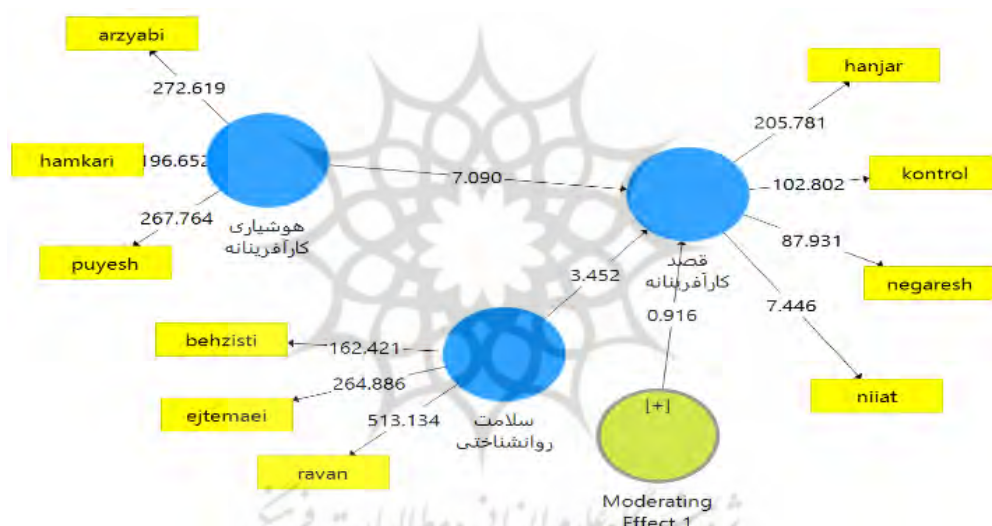 arzyabi
272.619
hamkari
196.652
267.764
puyesh
هوشیاری
کارآفرینانه
7.090
hanjar
205.781
102.802
kontrol
87.931
negaresh
7.446
niiat
قصد
کارآفرینانه
3.452
0.916
behzisti
162.421
264.886
ejtemaei
513.134
ravan
سلامت
روانشناختی
[+]
Moderating
Effect 1